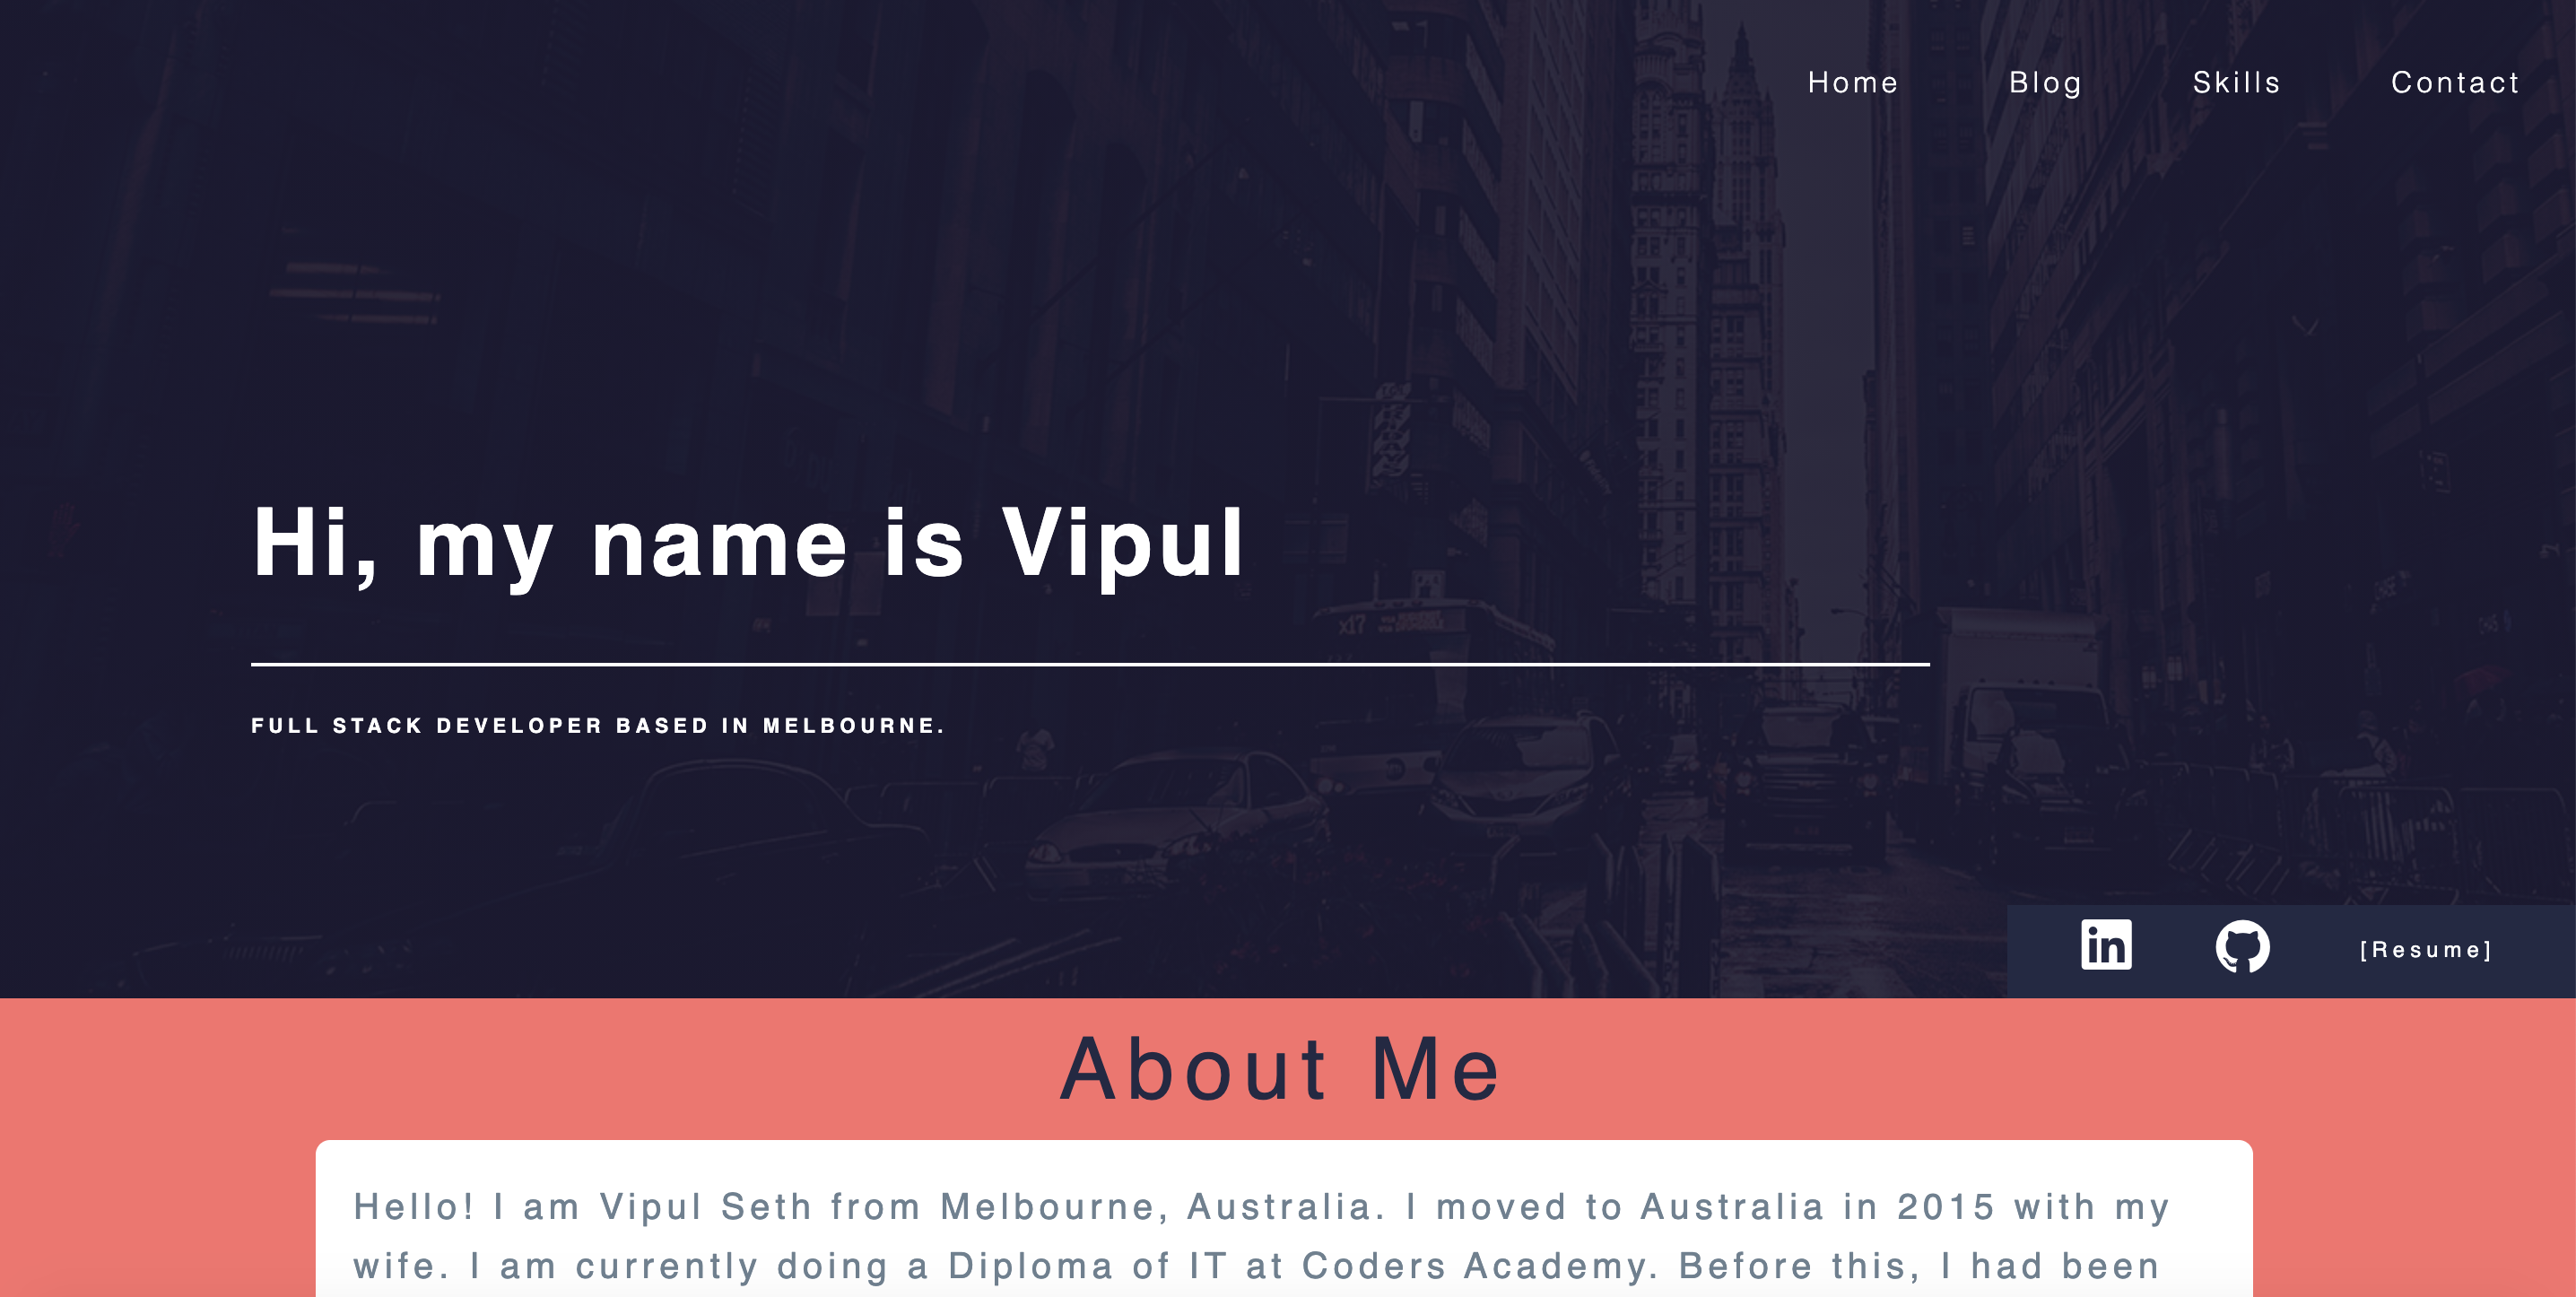 Home Blog Skills Contact
x17
Hi, my name is Vipul
FULL STACK DEVELOPER BASED IN MELBOURNE.
in
[Resume]
About Me
Hello! I am Vipul Seth from Melbourne, Australia. I moved to Australia in 2015 with my
wife. I am currently doing a Diploma of IT at Coders Academy. Before this, I had been